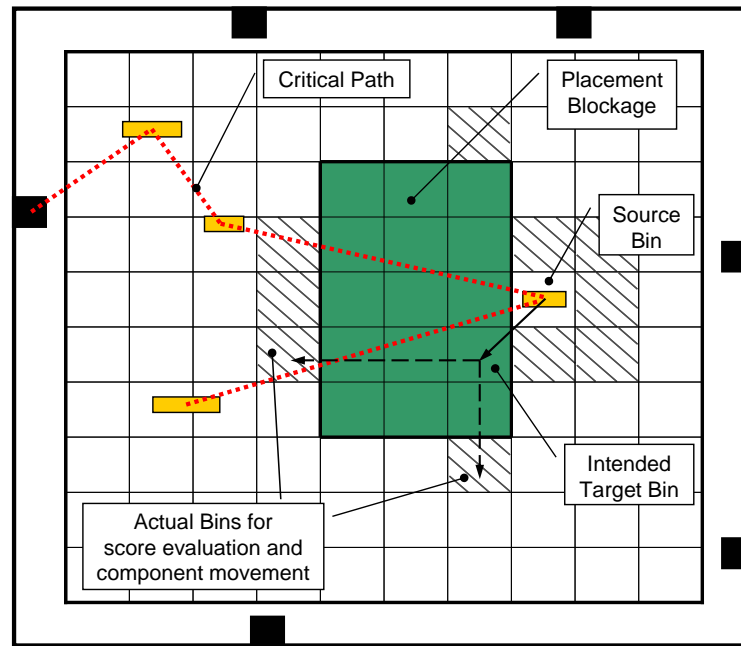 Critical Path
Placement
Blockage
Source
Bin
Intended
Target Bin
Actual Bins for
score evaluation and
component movement